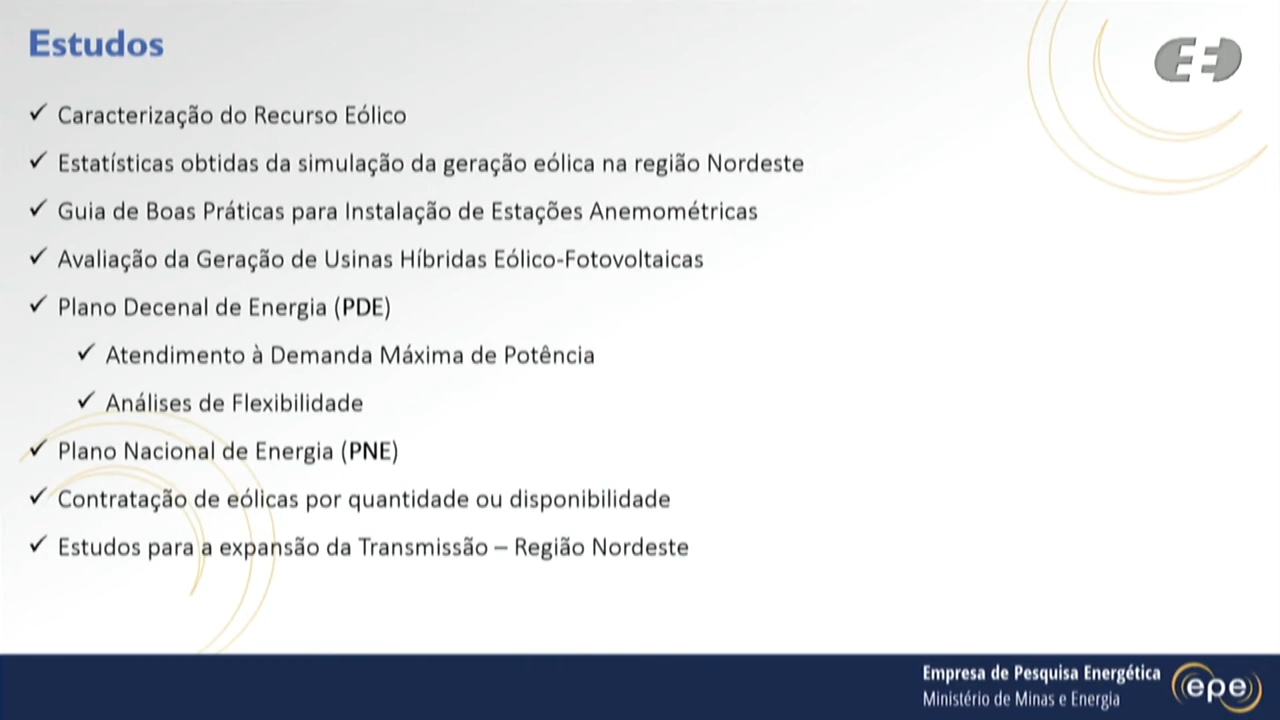 Estudos
Caracterização do Recurso Eólico
Estatísticas obtidas da simulação da geração eólica na região Nordeste
Guia de Boas Práticas para Instalação de Estações Anemométricas
Avaliação da Geração de Usinas Híbridas Eólico-Fotovoltaicas
Plano Decenal de Energia (PDE)
Atendimento à Demanda Máxima de Potência
Análises de Flexibilidade
Plano Nacional de Energia (PNE)
Contratação de eólicas por quantidade ou disponibilidade
Estudos para a expansão da Transmissão – Região Nordeste
Empresa de Pesquisa Energética
Ministério de Minas e Energia
epe